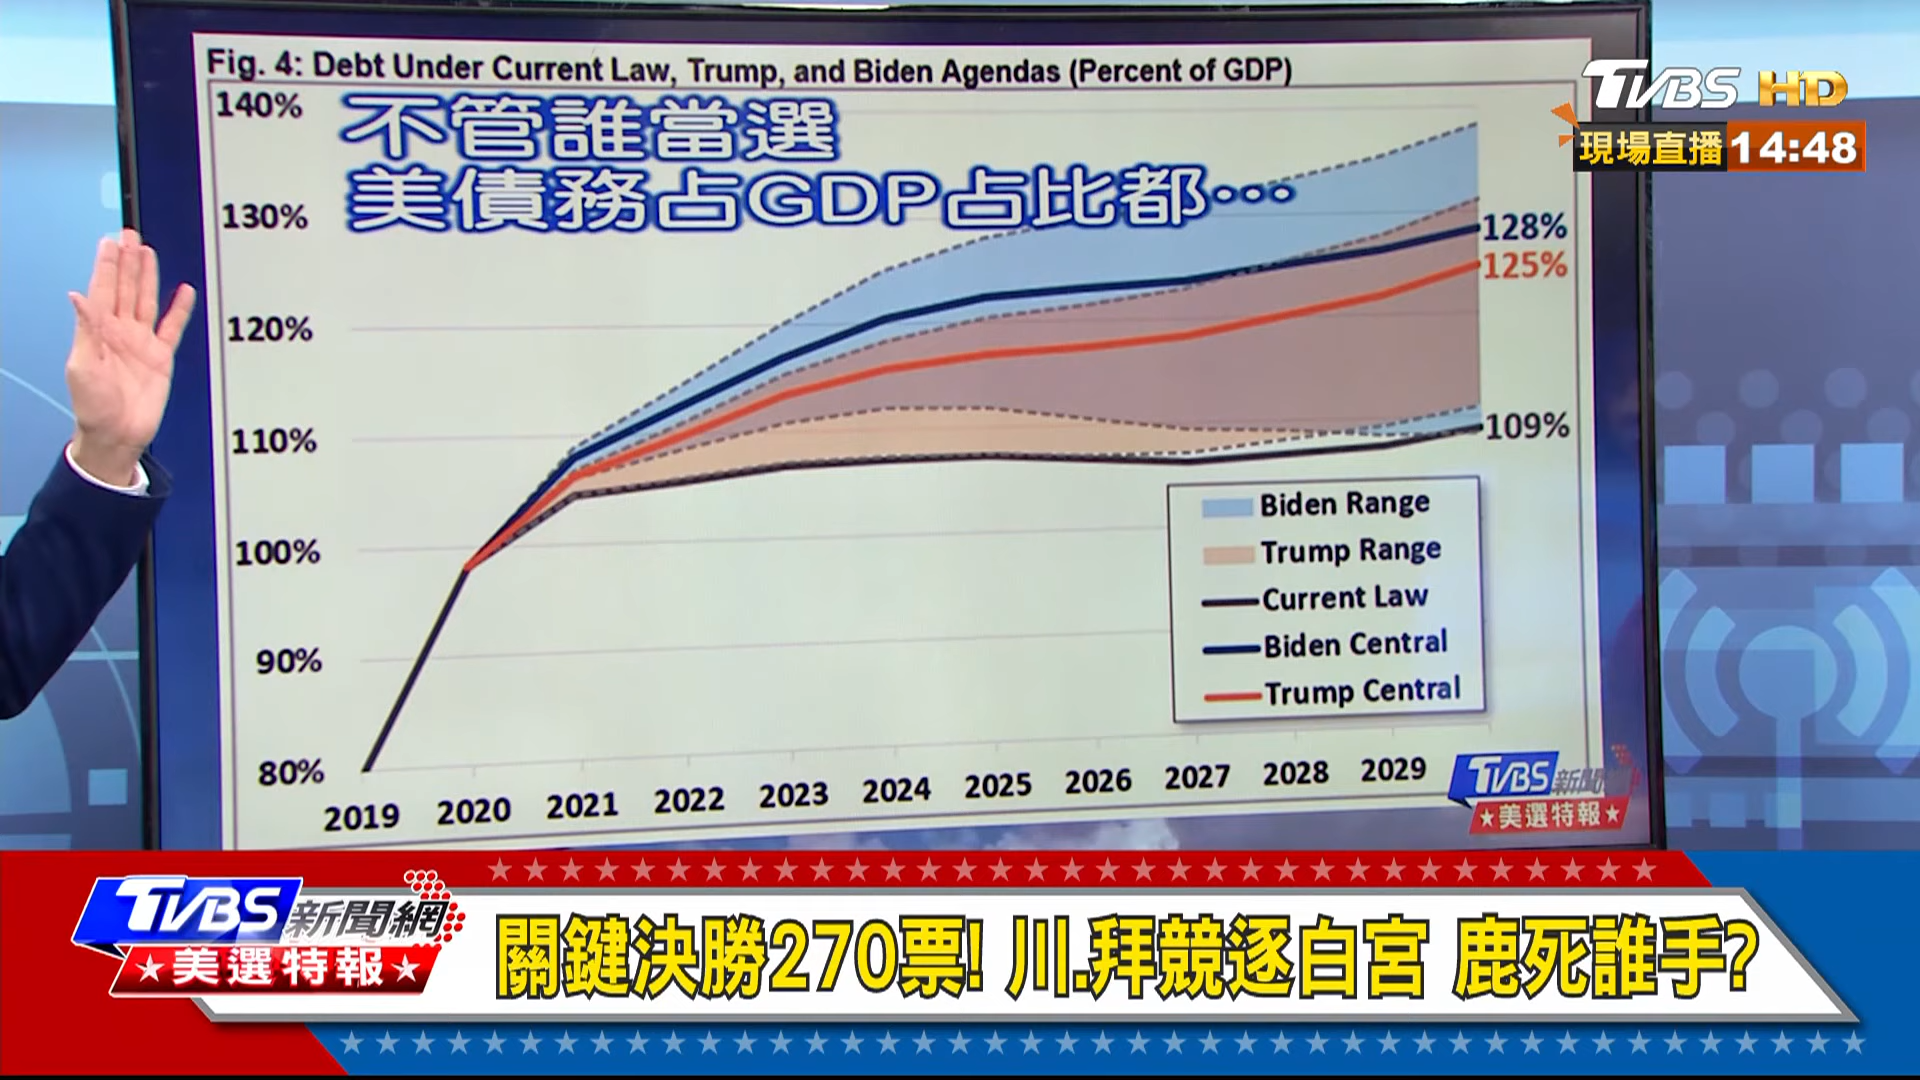 Fig. 4: Debt Under Current Law, Trump, and Biden Agendas (Percent of GDP)
TVBS HD
現場直播 14:48
不管誰當選
美債務占GDP占比都…
140%
130%
120%
110%
100%
90%
80%
128%
125%
109%
Biden Range
Trump Range
Current Law
Biden Central
Trump Central
2019 2020 2021 2022 2023 2024 2025 2026 2027 2028 2029
TVBS 新聞網
★美選特報★
TVBS 新聞網
★美選特報★
關鍵決勝270票! 川.拜競逐白宮 鹿死誰手?